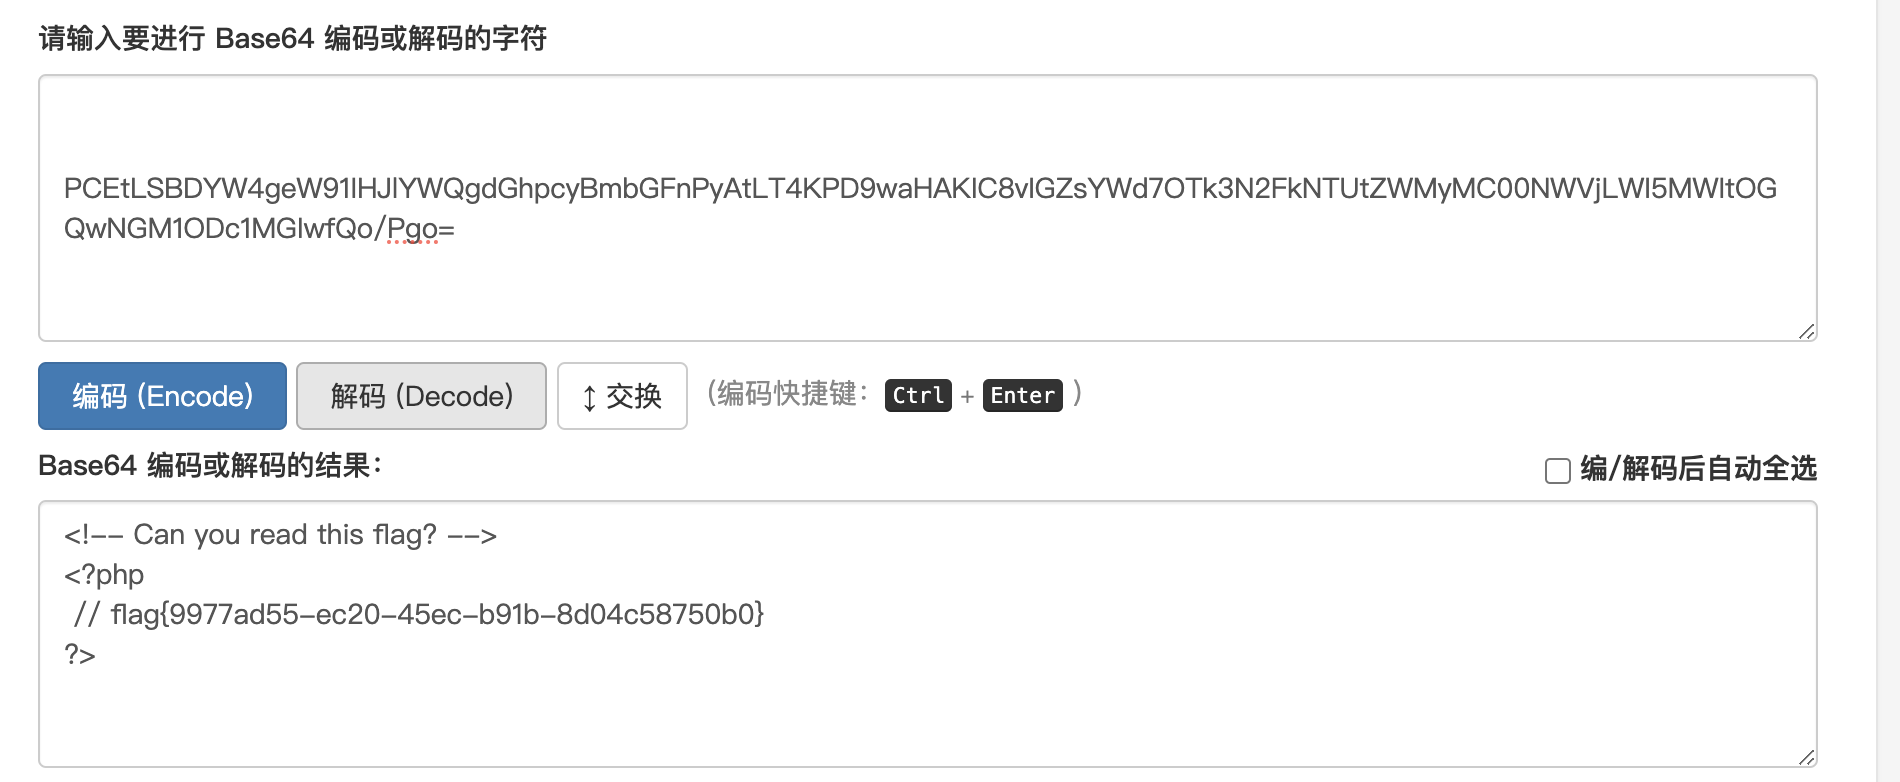 请输入要进行 Base64 编码或解码的字符
PCEtLSBDYW4geW91IHJlYWQgdGhpcyBmbGFnPyAtLT4KPD9waHAKIC8vIGZsYWd7OTk3N2FkNTUtZWMyMC00NWVjLWI5MWItOG
QwNGM1ODc1MGIwfQo/Pgo=
编码 (Encode)
解码 (Decode)
↕ 交换
(编码快捷键： Ctrl + Enter )
Base64 编码或解码的结果：
编/解码后自动全选
<!-- Can you read this flag? -->
<?php
// flag{9977ad55-ec20-45ec-b91b-8d04c58750b0}
?>